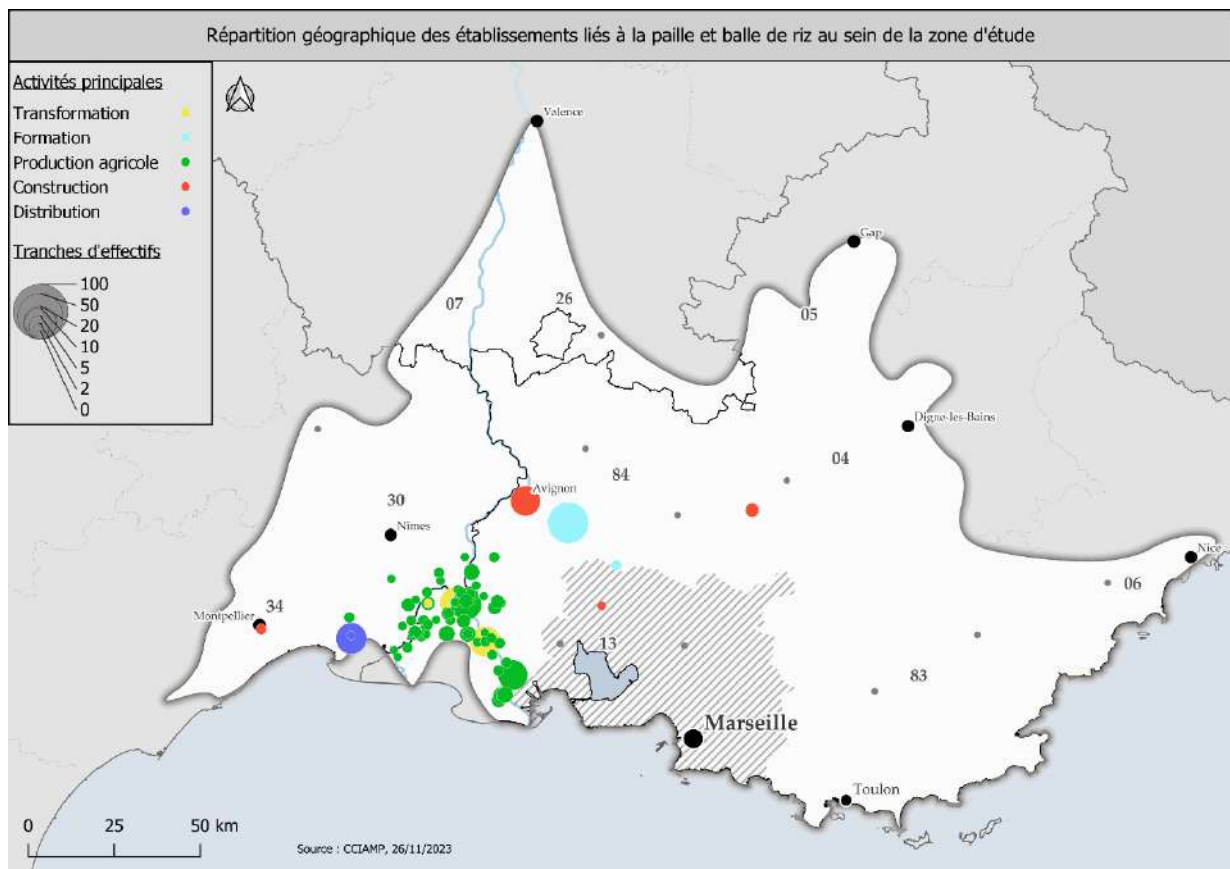 Répartition géographique des établissements liés à la paille et balle de riz au sein de la zone d'étude
Activités principales
Transformation
Formation
Production agricole
Construction
Distribution
Tranches d'effectifs
100
50
20
10
5
2
0
Valence
Gap
07
26
05
Digne-les-Bains
04
84
Avignon
30
Nîmes
Nice
06
34
Montpellier
13
83
Marseille
Toulon
0 25 50 km
Source : CCIAMP, 26/11/2023